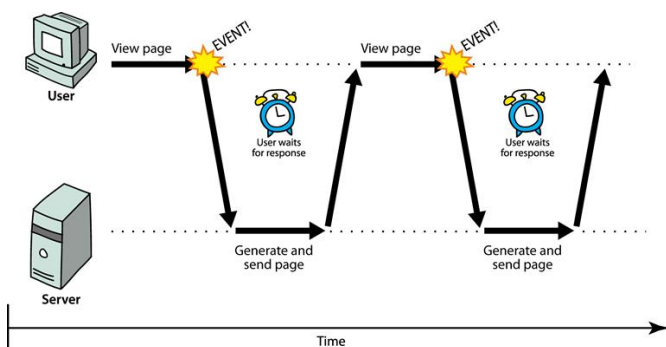 View page
EVENT!
View page
EVENT!
User
User waits
for response
User waits
for response
Generate and
send page
Generate and
send page
Server
Time